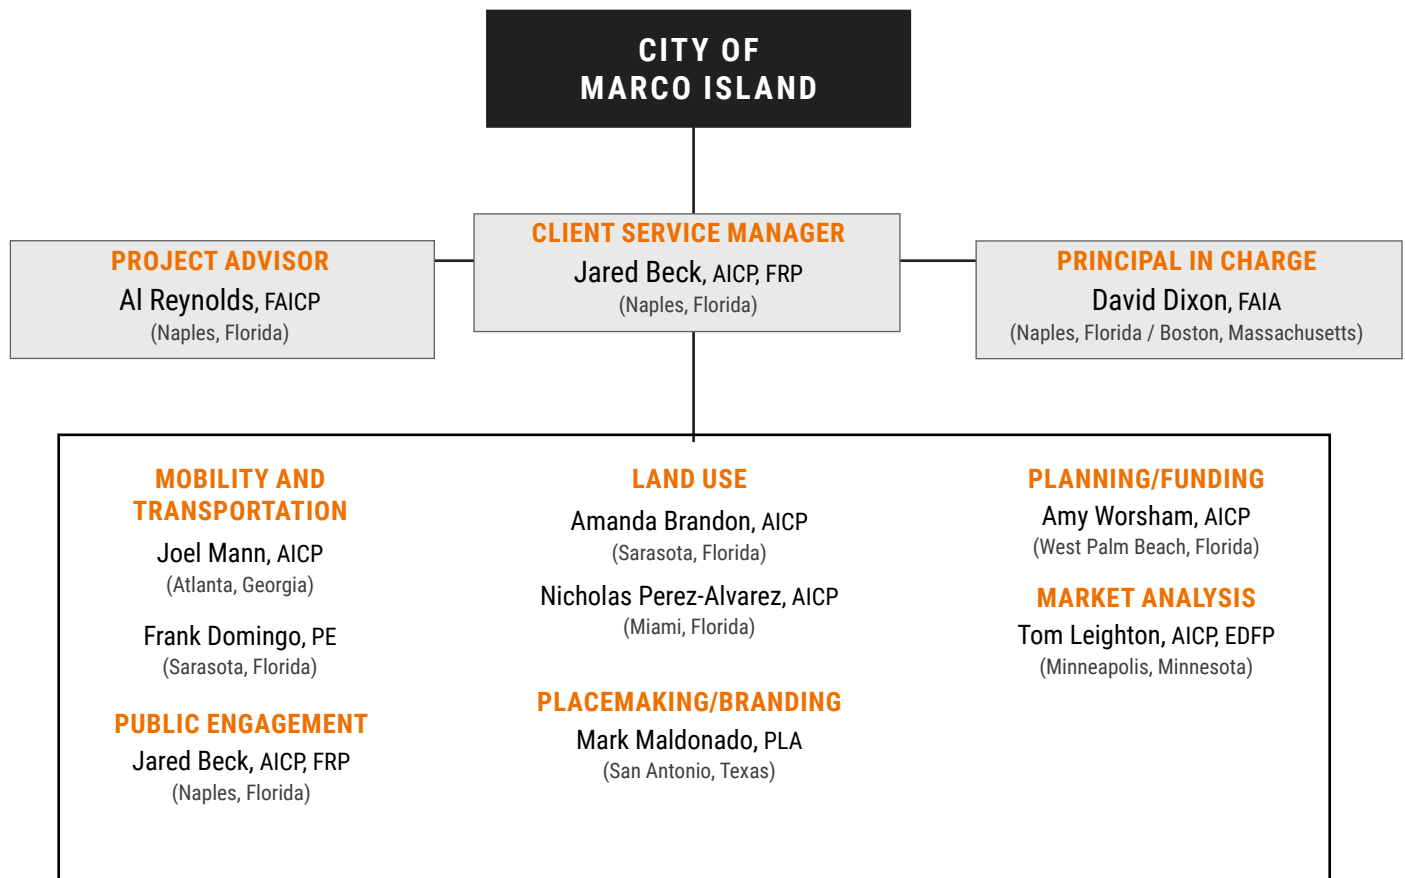 CITY OF
MARCO ISLAND
PROJECT ADVISOR
Al Reynolds, FAICP
(Naples, Florida)
CLIENT SERVICE MANAGER
Jared Beck, AICP, FRP
(Naples, Florida)
PRINCIPAL IN CHARGE
David Dixon, FAIA
(Naples, Florida / Boston, Massachusetts)
MOBILITY AND
TRANSPORTATION
Joel Mann, AICP
(Atlanta, Georgia)
Frank Domingo, PE
(Sarasota, Florida)
PUBLIC ENGAGEMENT
Jared Beck, AICP, FRP
(Naples, Florida)
LAND USE
Amanda Brandon, AICP
(Sarasota, Florida)
Nicholas Perez-Alvarez, AICP
(Miami, Florida)
PLACEMAKING/BRANDING
Mark Maldonado, PLA
(San Antonio, Texas)
PLANNING/FUNDING
Amy Worsham, AICP
(West Palm Beach, Florida)
MARKET ANALYSIS
Tom Leighton, AICP, EDFP
(Minneapolis, Minnesota)